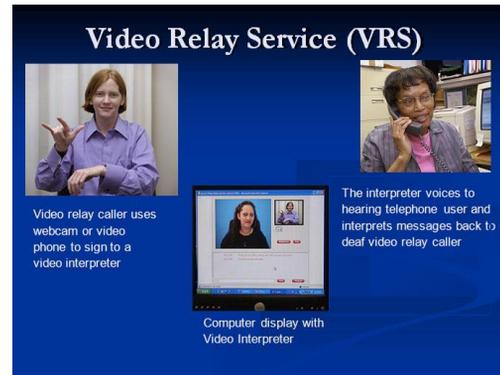 Video Relay Service (VRS)
Video relay caller uses
webcam or video
phone to sign to a
video interpreter
The interpreter voices to
hearing telephone user and
interprets messages back to
deaf video relay caller
Computer display with
Video Interpreter